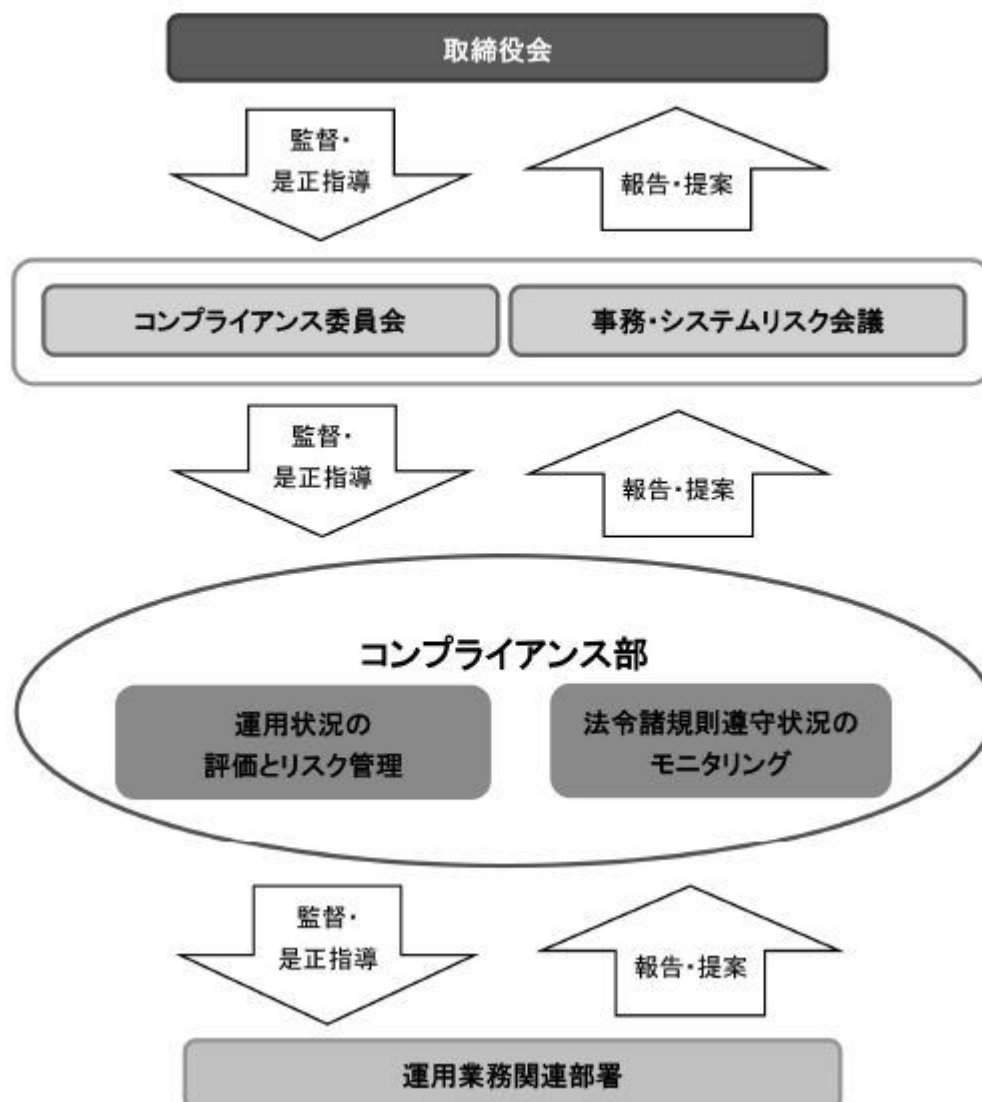 取締役会
監督・
是正指導
報告・提案
コンプライアンス委員会
事務・システムリスク会議
監督・
是正指導
報告・提案
コンプライアンス部
運用状況の
評価とリスク管理
法令諸規則遵守状況の
モニタリング
監督・
是正指導
報告・提案
運用業務関連部署